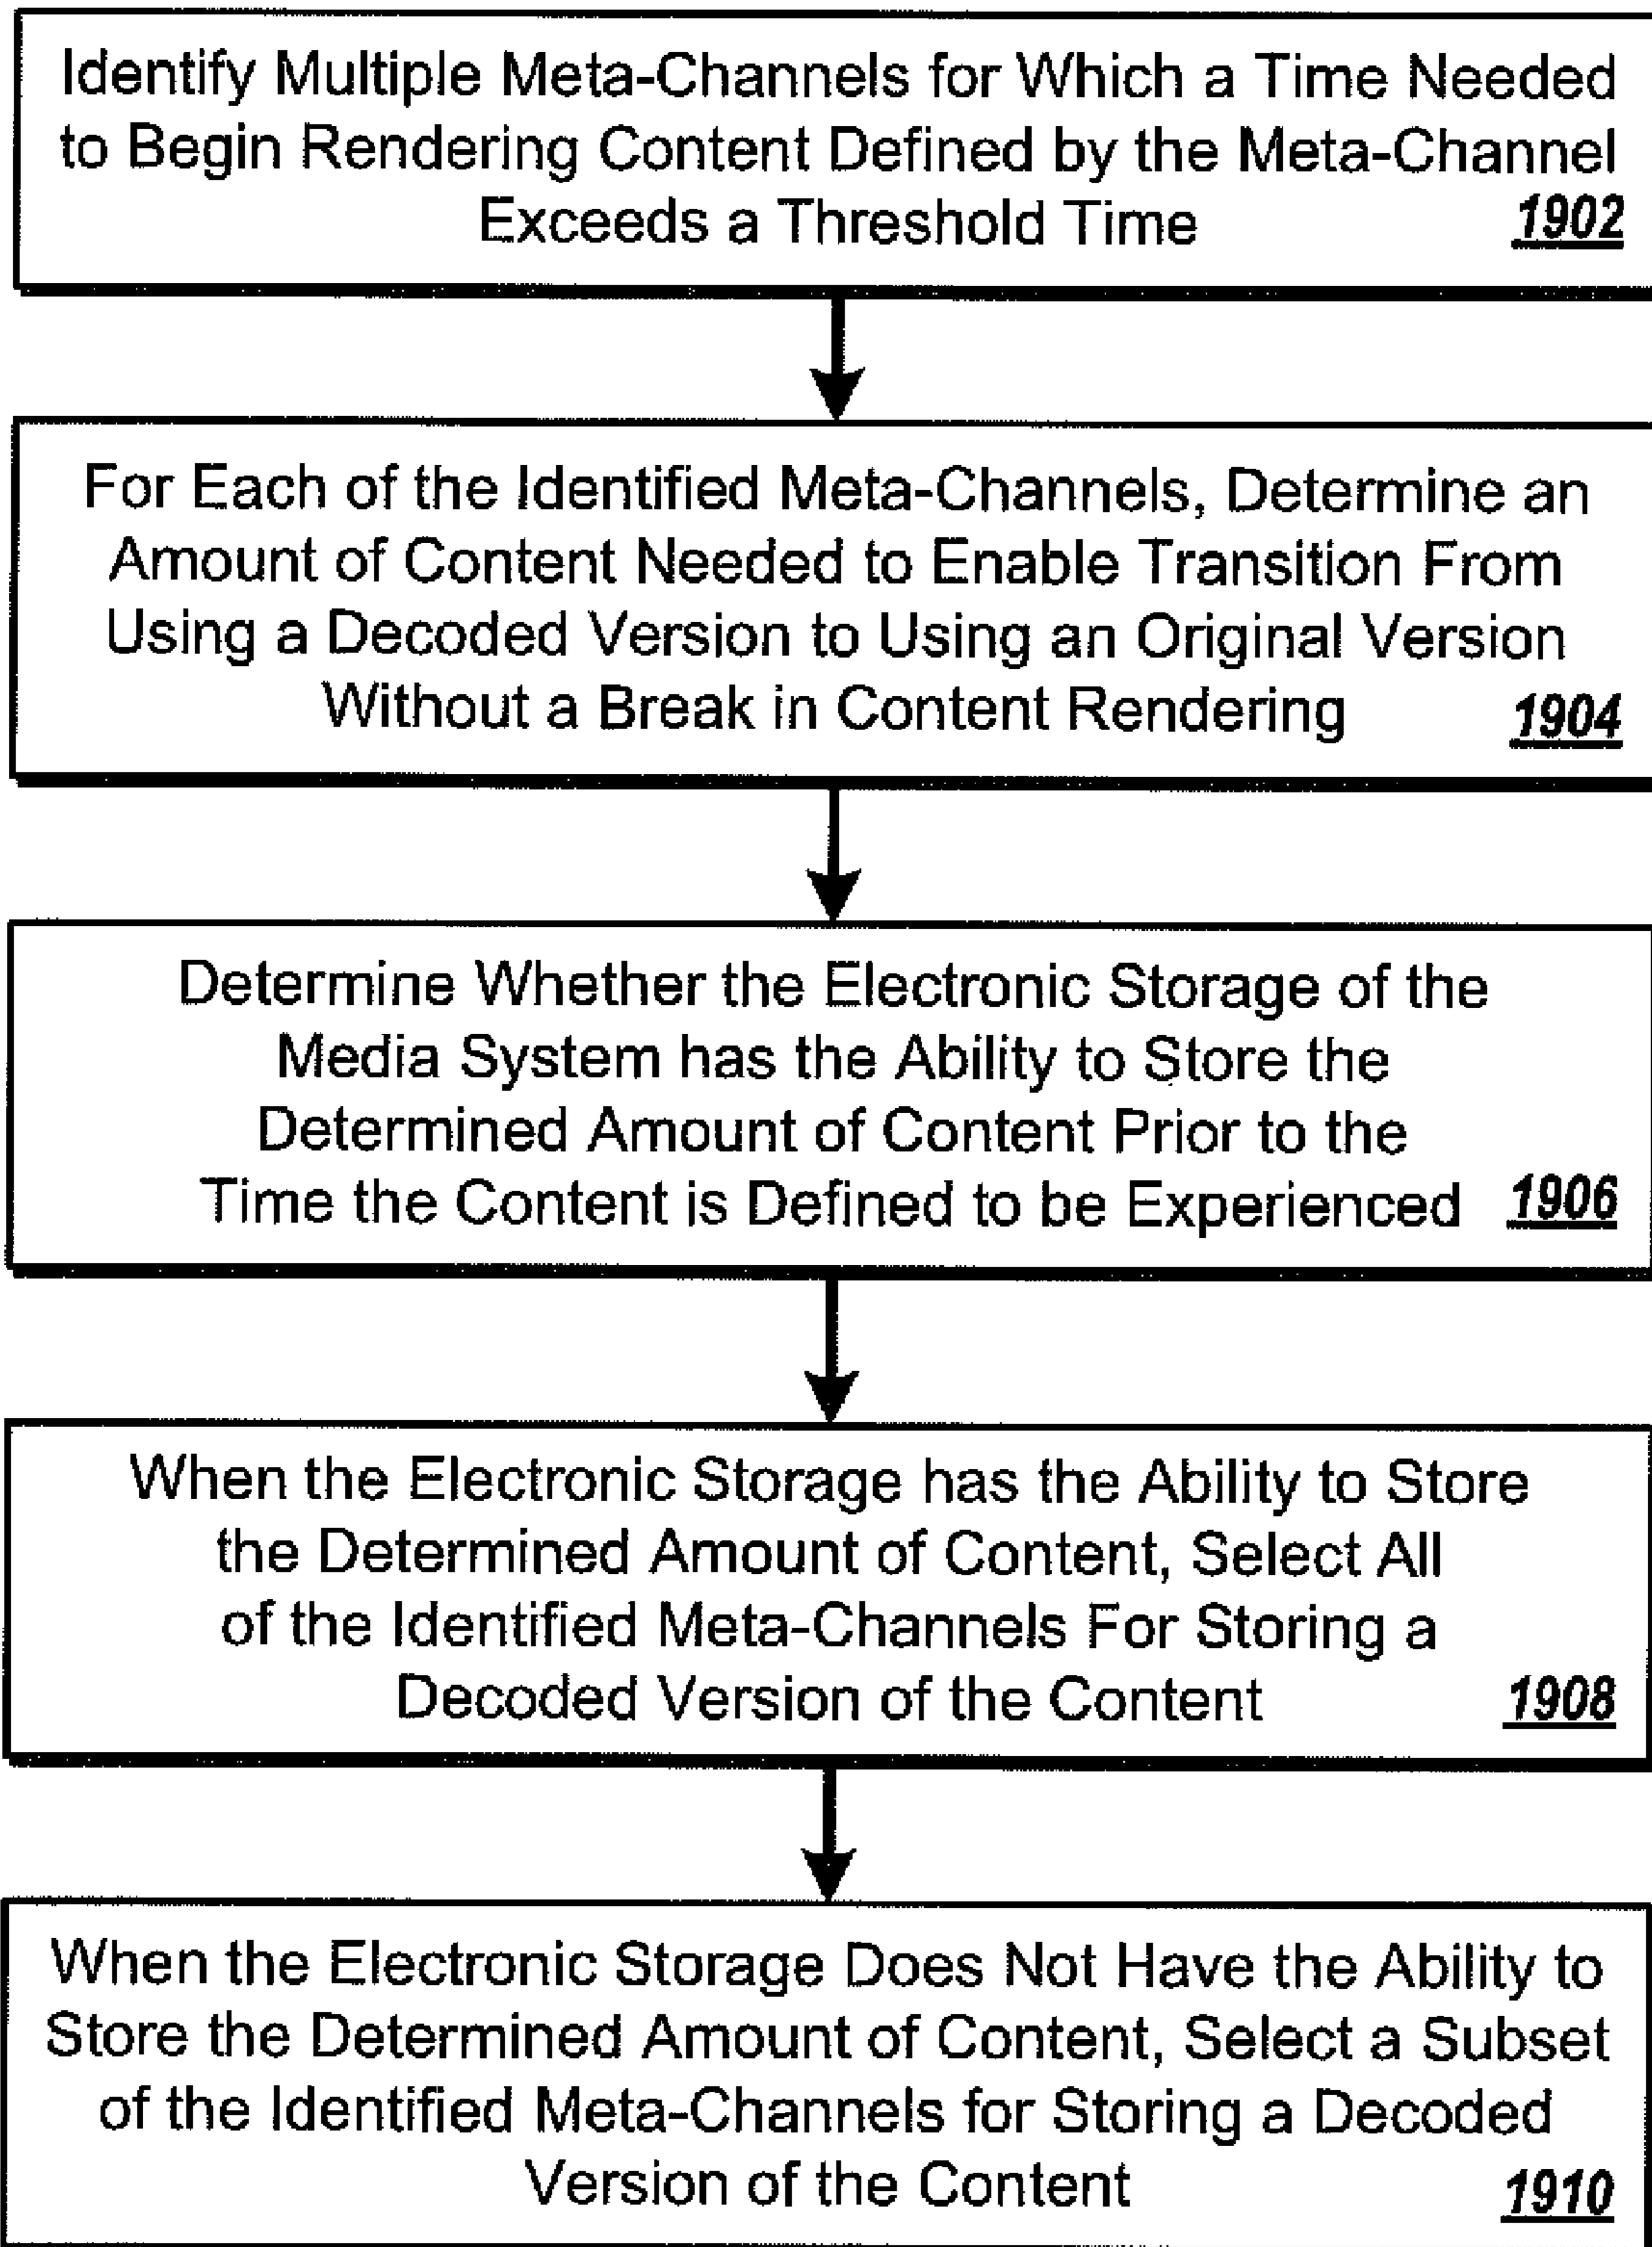 Identify Multiple Meta-Channels for Which a Time Needed
to Begin Rendering Content Defined by the Meta-Channel
Exceeds a Threshold Time 1902
For Each of the Identified Meta-Channels, Determine an
Amount of Content Needed to Enable Transition From
Using a Decoded Version to Using an Original Version
Without a Break in Content Rendering 1904
Determine Whether the Electronic Storage of the
Media System has the Ability to Store the
Determined Amount of Content Prior to the
Time the Content is Defined to be Experienced 1906
When the Electronic Storage has the Ability to Store
the Determined Amount of Content, Select All
of the Identified Meta-Channels For Storing a
Decoded Version of the Content 1908
When the Electronic Storage Does Not Have the Ability to
Store the Determined Amount of Content, Select a Subset
of the Identified Meta-Channels for Storing a Decoded
Version of the Content 1910